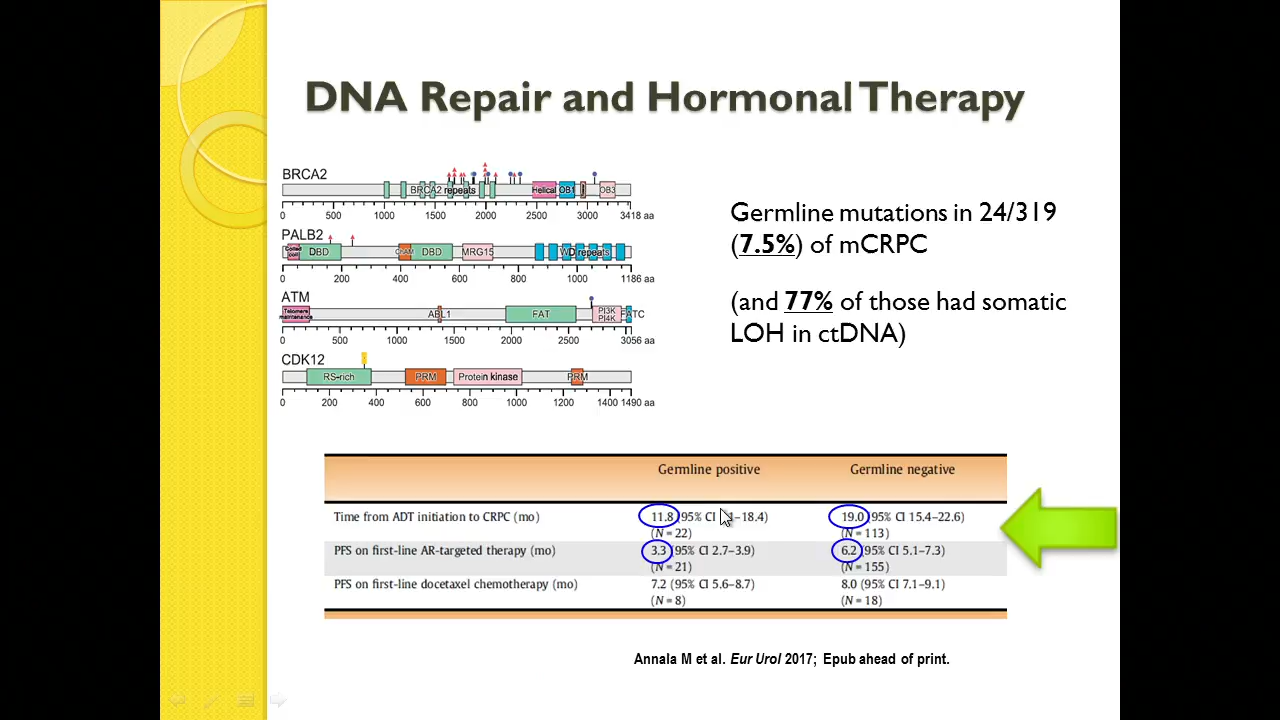 DNA Repair and Hormonal Therapy
BRCA2
BRCA2 repeats Helical OB1 OB3
0 500 1000 1500 2000 2500 3000 3418 aa
PALB2
Coiled coil DBD ChAM DBD MRG15 WD repeats
0 200 400 600 800 1000 1186 aa
ATM
Telomere maintenance ABL1 FAT PI3K PI4K FATC
0 500 1000 1500 2000 2500 3056 aa
CDK12
RS-rich PRM Protein kinase PRM
0 200 400 600 800 1000 1200 1400 1490 aa
Germline mutations in 24/319
(7.5%) of mCRPC
(and 77% of those had somatic
LOH in ctDNA)
Germline positive Germline negative
Time from ADT initiation to CRPC (mo) 11.8 (95% CI 1–18.4) 19.0 (95% CI 15.4–22.6)
(N = 22) (N = 113)
PFS on first-line AR-targeted therapy (mo) 3.3 (95% CI 2.7–3.9) 6.2 (95% CI 5.1–7.3)
(N = 21) (N = 155)
PFS on first-line docetaxel chemotherapy (mo) 7.2 (95% CI 5.6–8.7) 8.0 (95% CI 7.1–9.1)
(N = 8) (N = 18)
Annala M et al. Eur Urol 2017; Epub ahead of print.